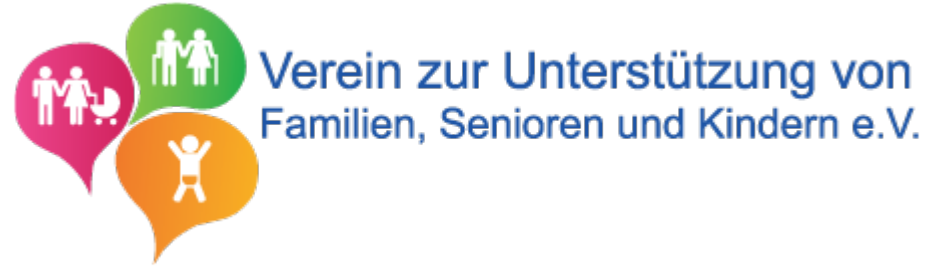 Verein zur Unterstützung von
Familien, Senioren und Kindern e.V.